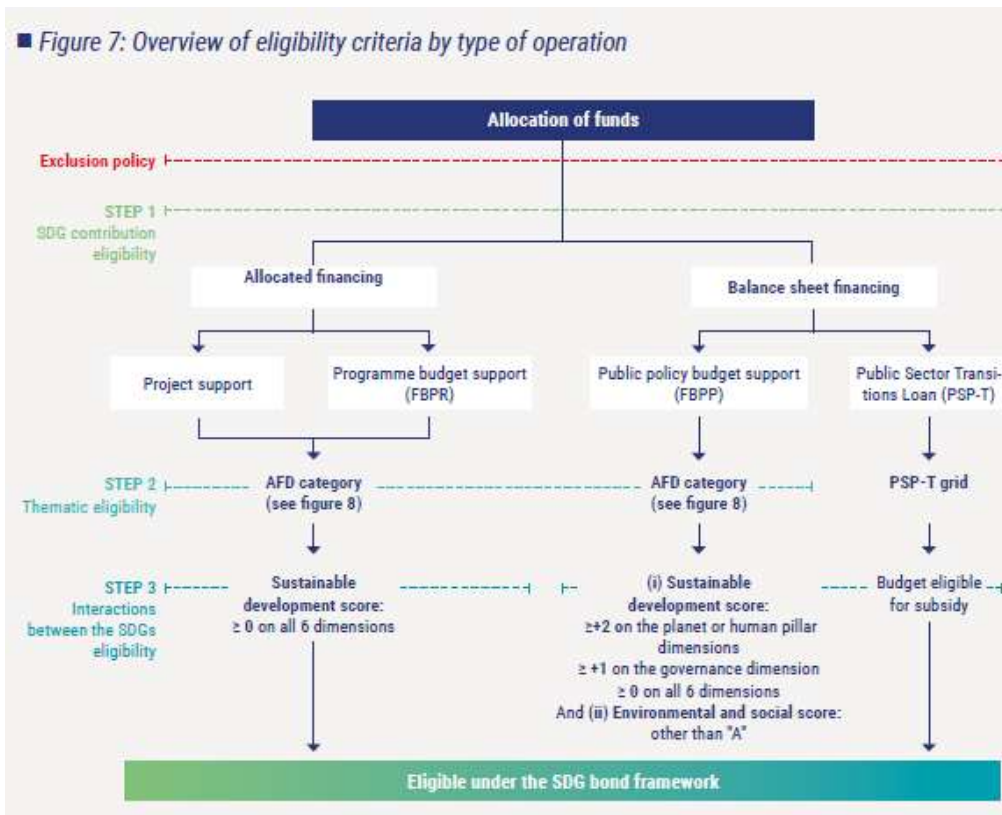 ■ Figure 7: Overview of eligibility criteria by type of operation
Allocation of funds
Exclusion policy
STEP 1
SDG contribution
eligibility
Allocated financing
Balance sheet financing
Project support
Programme budget support
(FBPR)
Public policy budget support
(FBPP)
Public Sector Transi-
tions Loan (PSP-T)
STEP 2
Thematic eligibility
AFD category
(see figure 8)
AFD category
(see figure 8)
PSP-T grid
STEP 3
Interactions
between the SDGs
eligibility
Sustainable
development score:
≥ 0 on all 6 dimensions
(i) Sustainable
development score:
≥+2 on the planet or human pillar
dimensions
≥ +1 on the governance dimension
≥ 0 on all 6 dimensions
And (ii) Environmental and social score:
other than "A"
Budget eligible
for subsidy
Eligible under the SDG bond framework